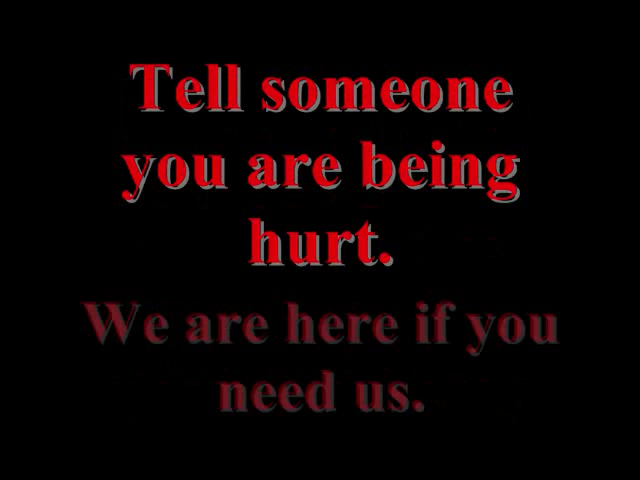 Tell someone
you are being
hurt.
We are here if you
need us.